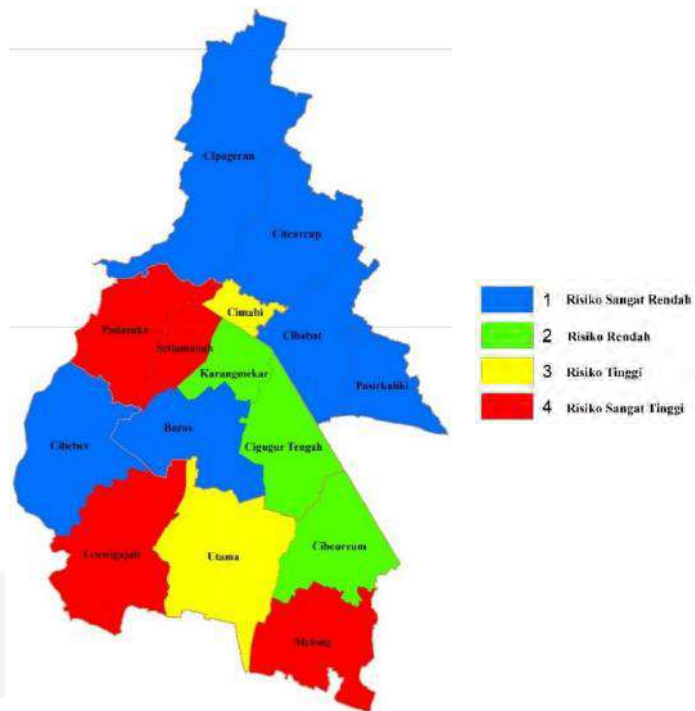 Cipageran
Citeureup
Cimahi
Padasuka
Setiamanah
Cibabat
Karangmekar
Pasirkaliki
Baros
Cibeber
Cigugur Tengah
Leuwigajah
Utama
Cibeureum
Melong
1 Risiko Sangat Rendah
2 Risiko Rendah
3 Risiko Tinggi
4 Risiko Sangat Tinggi